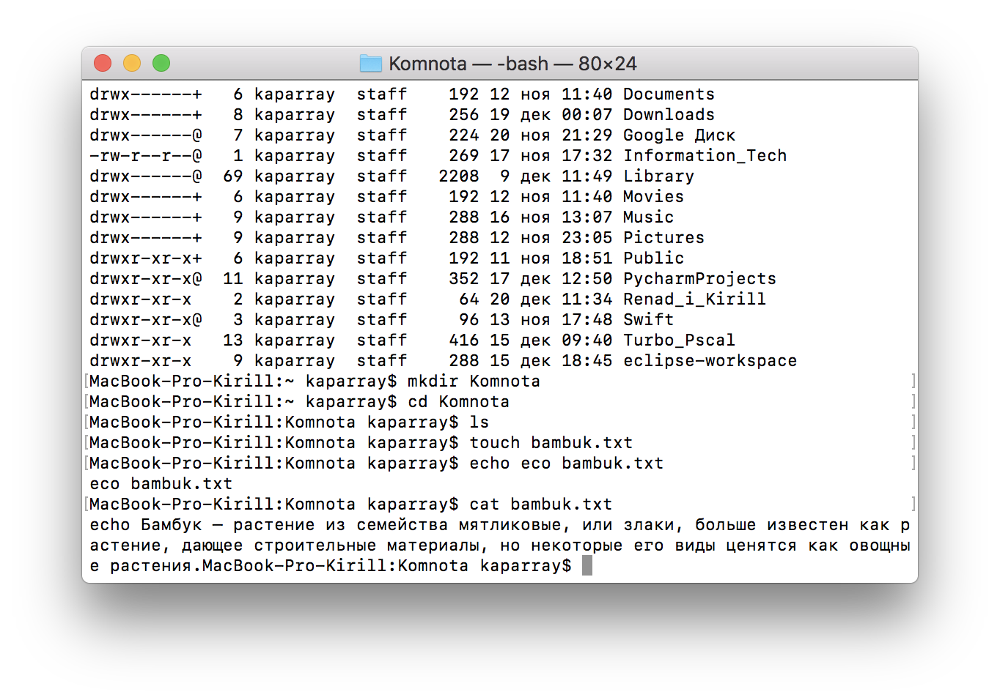 Komnota — -bash — 80×24
drwx------+   6 kaparray  staff    192 12 ноя 11:40 Documents
drwx------+   8 kaparray  staff    256 19 дек 00:07 Downloads
drwx------@   7 kaparray  staff    224 20 ноя 21:29 Google Диск
-rw-r--r--@   1 kaparray  staff    269 17 ноя 17:32 Information_Tech
drwx------@  69 kaparray  staff   2208  9 дек 11:49 Library
drwx------+   6 kaparray  staff    192 12 ноя 11:40 Movies
drwx------+   9 kaparray  staff    288 16 ноя 13:07 Music
drwx------+   9 kaparray  staff    288 12 ноя 23:05 Pictures
drwxr-xr-x+   6 kaparray  staff    192 11 ноя 18:51 Public
drwxr-xr-x@  11 kaparray  staff    352 17 дек 12:50 PycharmProjects
drwxr-xr-x    2 kaparray  staff     64 20 дек 11:34 Renad_i_Kirill
drwxr-xr-x@   3 kaparray  staff     96 13 ноя 17:48 Swift
drwxr-xr-x   13 kaparray  staff    416 15 дек 09:40 Turbo_Pscal
drwxr-xr-x    9 kaparray  staff    288 15 дек 18:45 eclipse-workspace
[MacBook-Pro-Kirill:~ kaparray$ mkdir Komnota ]
[MacBook-Pro-Kirill:~ kaparray$ cd Komnota ]
[MacBook-Pro-Kirill:Komnota kaparray$ ls ]
[MacBook-Pro-Kirill:Komnota kaparray$ touch bambuk.txt ]
[MacBook-Pro-Kirill:Komnota kaparray$ echo eco bambuk.txt ]
eco bambuk.txt
[MacBook-Pro-Kirill:Komnota kaparray$ cat bambuk.txt ]
echo Бамбук — растение из семейства мятликовые, или злаки, больше известен как р
астение, дающее строительные материалы, но некоторые его виды ценятся как овощны
е растения.MacBook-Pro-Kirill:Komnota kaparray$